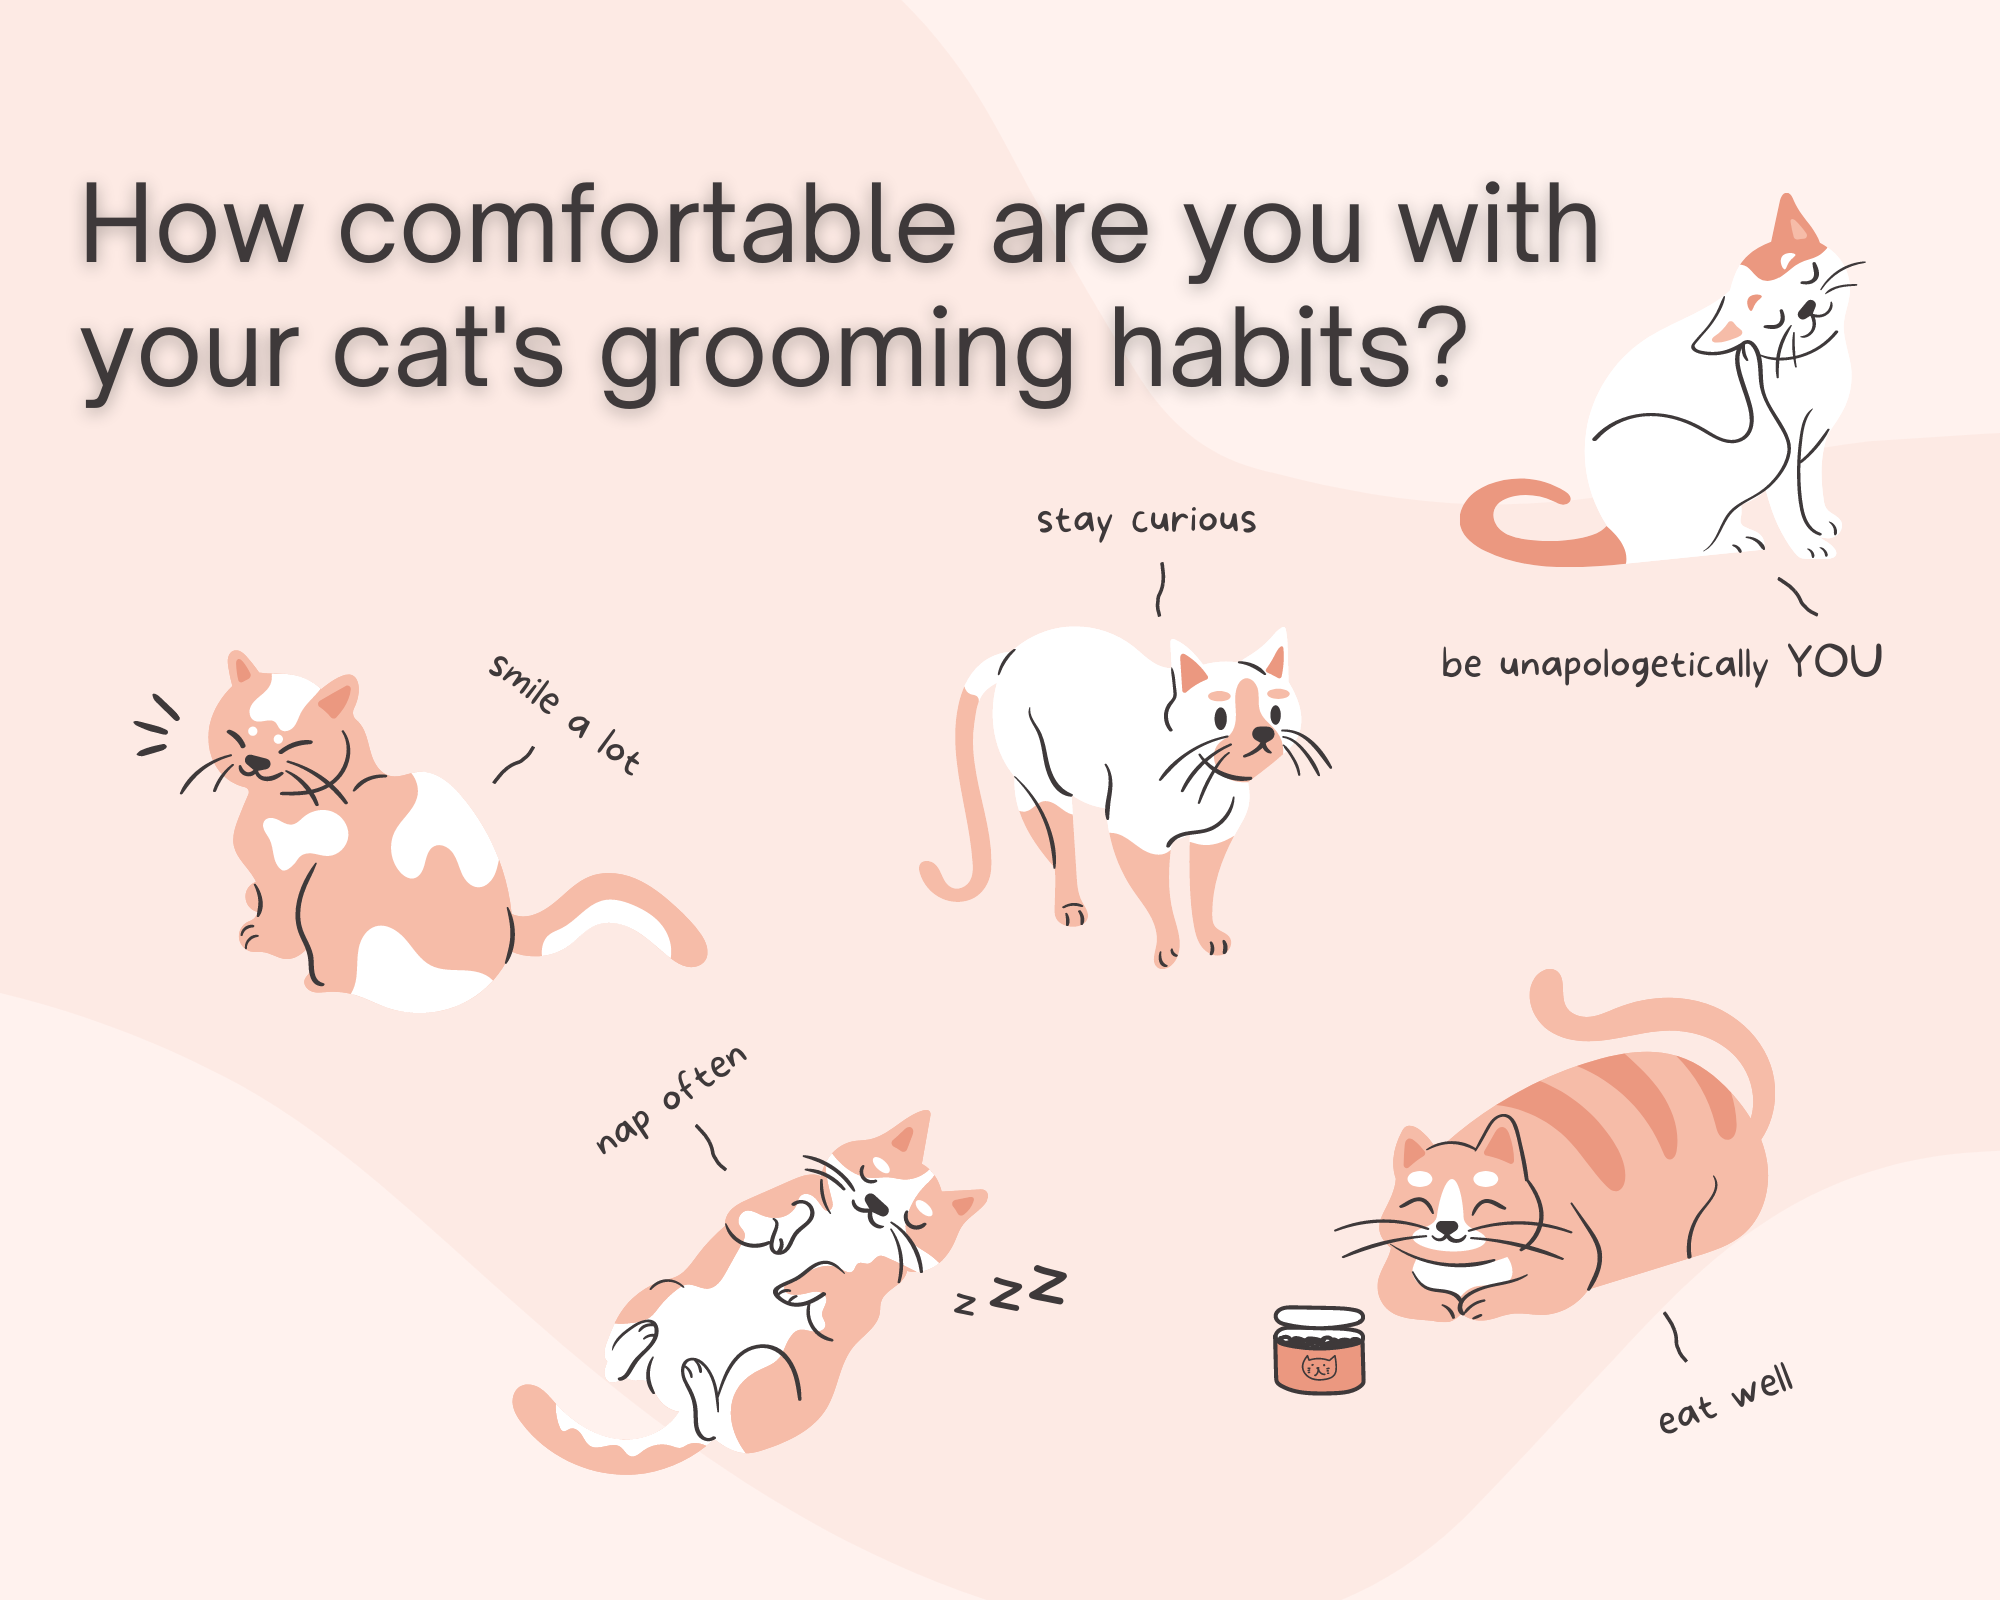 How comfortable are you with
your cat's grooming habits?
stay curious
be unapologetically YOU
smile a lot
nap often
z z z
eat well